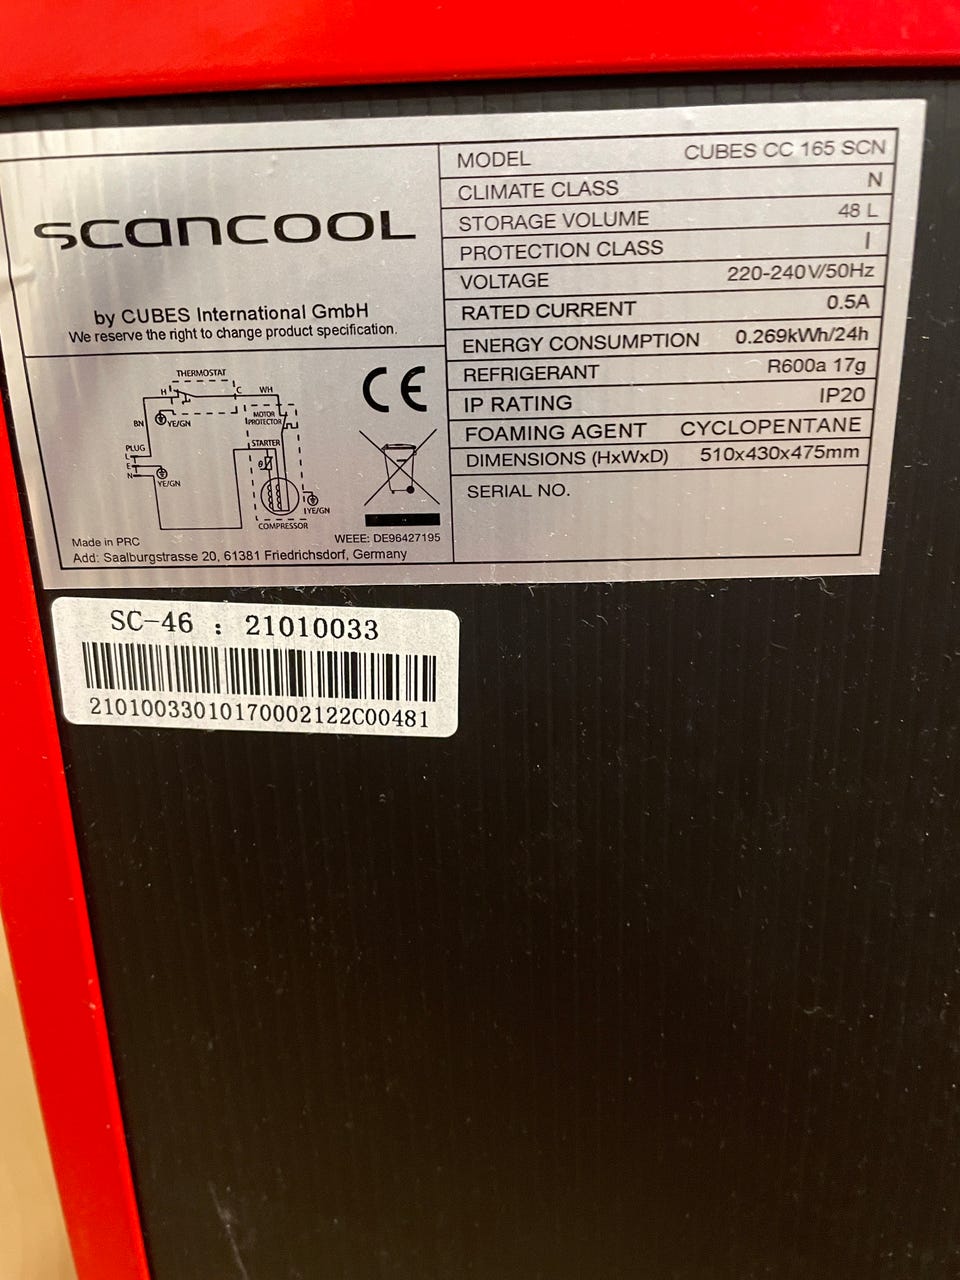 SCANCOOL
by CUBES International GmbH
We reserve the right to change product specification.
THERMOSTAT
H
C
WH
BN
YE/GN
MOTOR
PROTECTOR
STARTER
PLUG
L
E
N
YE/GN
θ
YE/GN
COMPRESSOR
CE
WEEE: DE96427195
Made in PRC
Add: Saalburgstrasse 20, 61381 Friedrichsdorf, Germany
MODEL CUBES CC 165 SCN
CLIMATE CLASS N
STORAGE VOLUME 48 L
PROTECTION CLASS I
VOLTAGE 220-240V/50Hz
RATED CURRENT 0.5A
ENERGY CONSUMPTION 0.269kWh/24h
REFRIGERANT R600a 17g
IP RATING IP20
FOAMING AGENT CYCLOPENTANE
DIMENSIONS (HxWxD) 510x430x475mm
SERIAL NO.
SC-46 : 21010033
21010033010170002122C00481